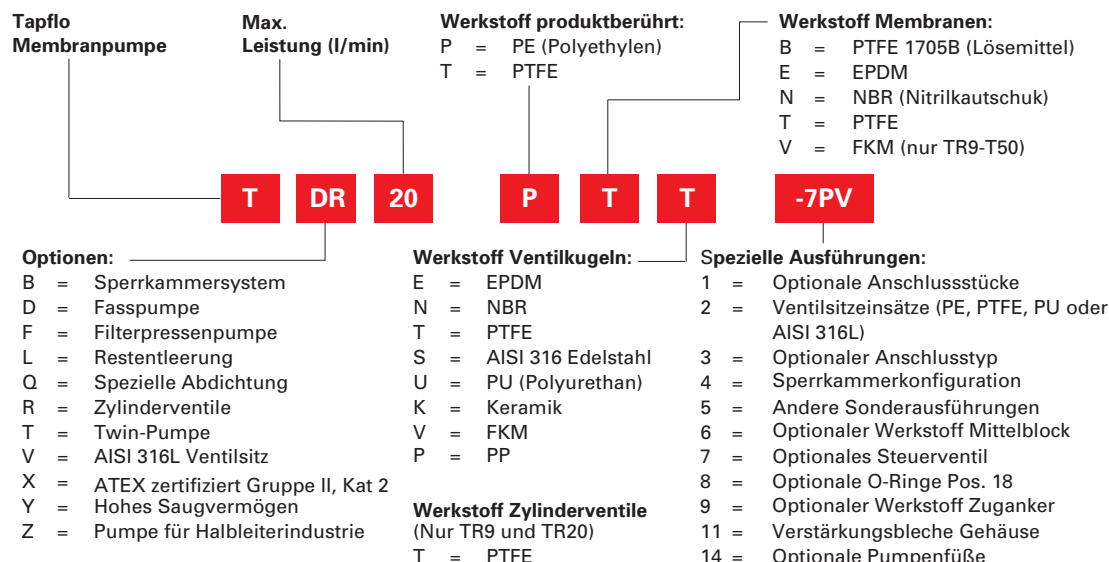 Tapflo
Membranpumpe
Max.
Leistung (l/min)
Werkstoff produktberührt:
P = PE (Polyethylen)
T = PTFE
Werkstoff Membranen:
B = PTFE 1705B (Lösemittel)
E = EPDM
N = NBR (Nitrilkautschuk)
T = PTFE
V = FKM (nur TR9-T50)
T DR 20 P T T -7PV
Optionen:
B = Sperrkammersystem
D = Fasspumpe
F = Filterpressenpumpe
L = Restentleerung
Q = Spezielle Abdichtung
R = Zylinderventile
T = Twin-Pumpe
V = AISI 316L Ventilsitz
X = ATEX zertifiziert Gruppe II, Kat 2
Y = Hohes Saugvermögen
Z = Pumpe für Halbleiterindustrie
Werkstoff Ventilkugeln:
E = EPDM
N = NBR
T = PTFE
S = AISI 316 Edelstahl
U = PU (Polyurethan)
K = Keramik
V = FKM
P = PP
Werkstoff Zylinderventile
(Nur TR9 und TR20)
T = PTFE
Spezielle Ausführungen:
1 = Optionale Anschlussstücke
2 = Ventilsitzeinsätze (PE, PTFE, PU oder
AISI 316L)
3 = Optionaler Anschlusstyp
4 = Sperrkammerkonfiguration
5 = Andere Sonderausführungen
6 = Optionaler Werkstoff Mittelblock
7 = Optionales Steuerventil
8 = Optionale O-Ringe Pos. 18
9 = Optionaler Werkstoff Zuganker
11 = Verstärkungsbleche Gehäuse
14 = Optionale Pumpenfüße